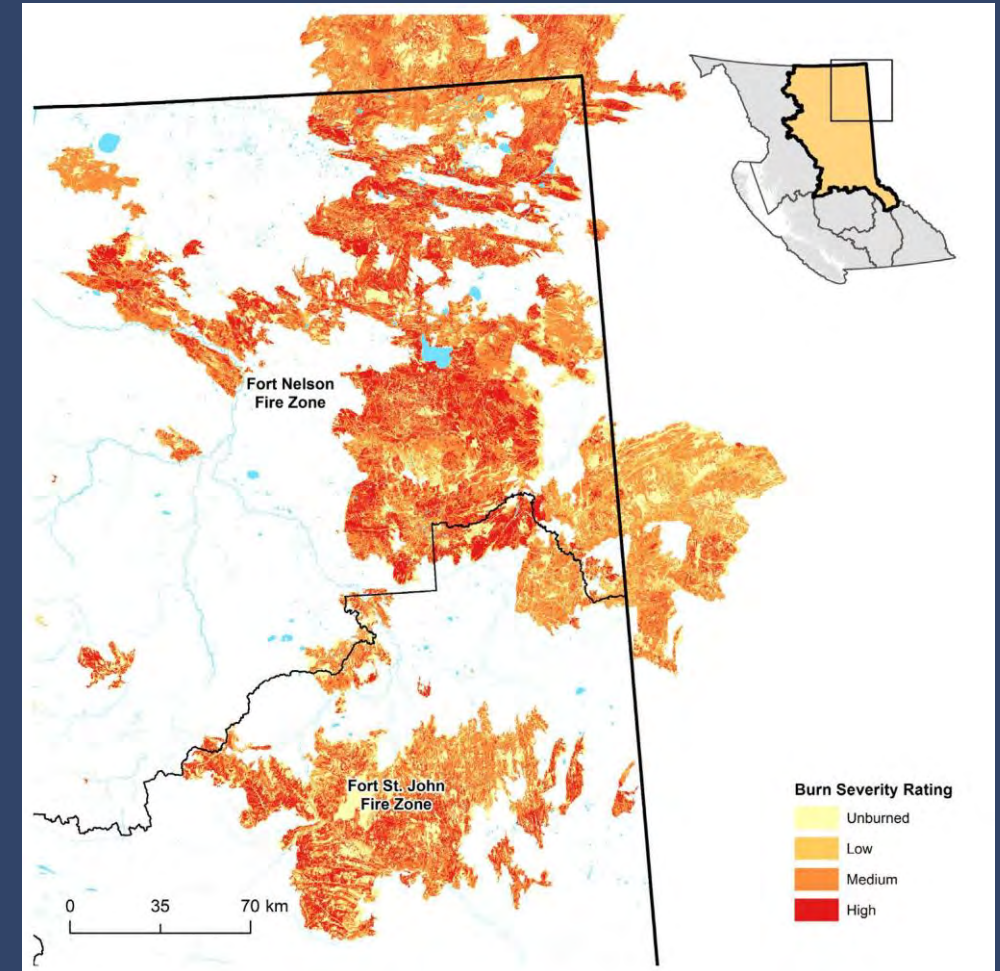 Fort Nelson
Fire Zone
Fort St. John
Fire Zone
Burn Severity Rating
Unburned
Low
Medium
High
0 35 70 km